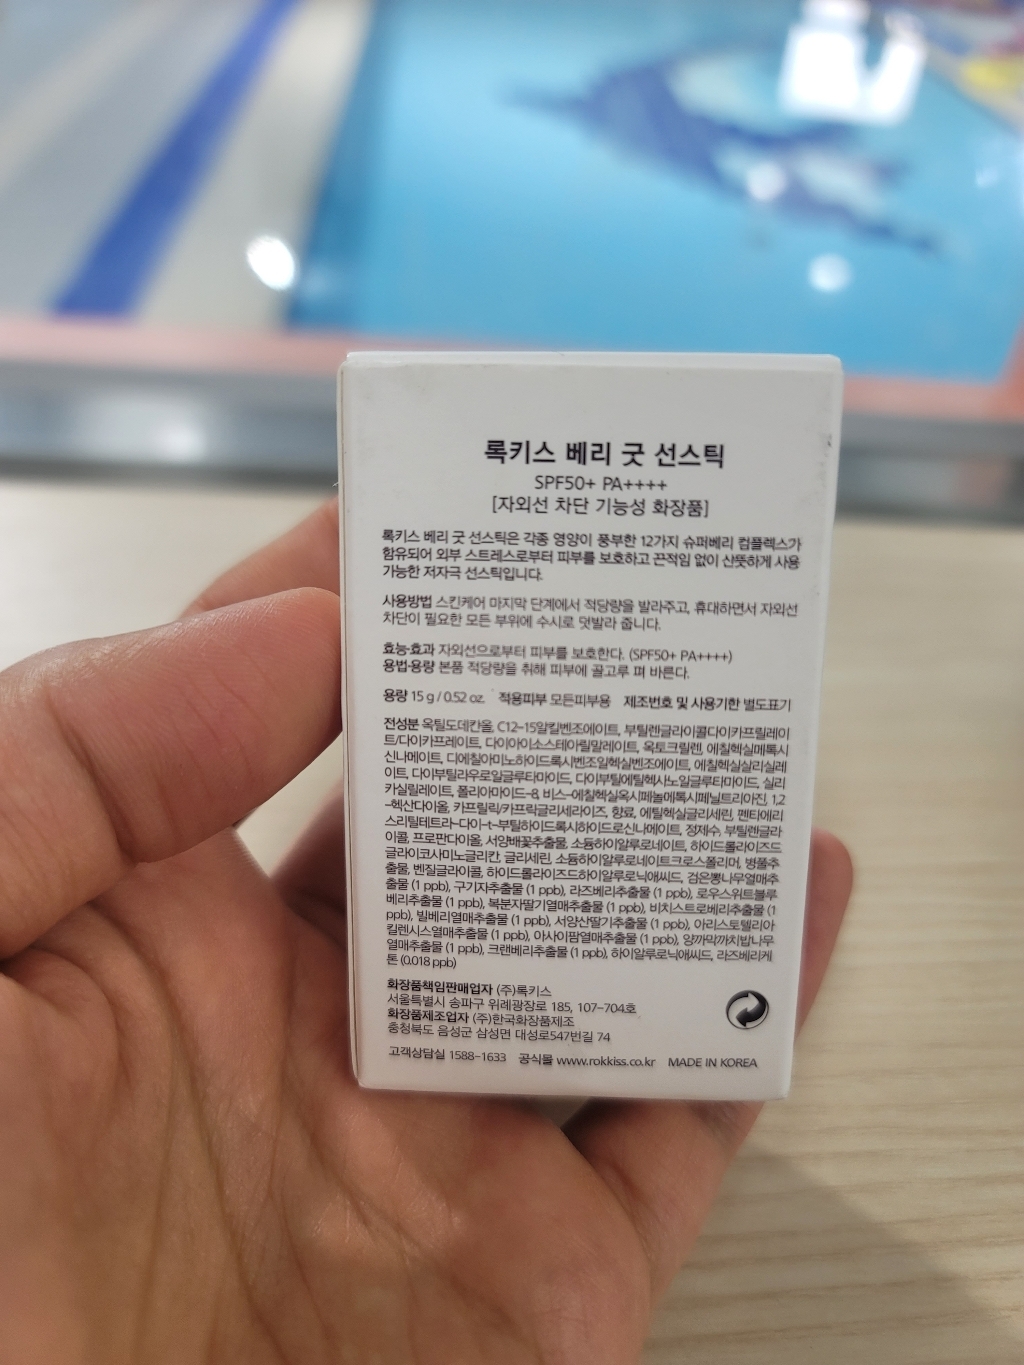 록키스 베리 굿 선스틱
SPF50+ PA++++
[자외선 차단 기능성 화장품]
록키스 베리 굿 선스틱은 각종 영양이 풍부한 12가지 슈퍼베리 컴플렉스가
함유되어 외부 스트레스로부터 피부를 보호하고 끈적임 없이 산뜻하게 사용
가능한 저자극 선스틱입니다.
사용방법 스킨케어 마지막 단계에서 적당량을 발라주고, 휴대하면서 자외선
차단이 필요한 모든 부위에 수시로 덧발라 줍니다.
효능·효과 자외선으로부터 피부를 보호한다. (SPF50+ PA++++)
용법·용량 본품 적당량을 취해 피부에 골고루 펴 바른다.
용량 15 g / 0.52 oz. 적용피부 모든피부용 제조번호 및 사용기한 별도표기
전성분 옥틸도데칸올, C12-15알킬벤조에이트, 부틸렌글라이콜다이카프릴레이
트/다이카프레이트, 다이아이소스테아릴말레이트, 옥토크릴렌, 에칠헥실메톡시
신나메이트, 디에칠아미노하이드록시벤조일헥실벤조에이트, 에칠헥실살리실레
이트, 다이부틸라우로일글루타마이드, 다이부틸에틸헥사노일글루타마이드, 실리
카실릴레이트, 폴리아마이드-8, 비스-에칠헥실옥시페놀메톡시페닐트리아진, 1,2
-헥산다이올, 카프릴릭/카프릭글리세라이즈, 향료, 에틸헥실글리세린, 펜타에리
스리틸테트라-다이-t-부틸하이드록시하이드로신나메이트, 정제수, 부틸렌글라
이콜, 프로판다이올, 서양배꽃추출물, 소듐하이알루로네이트, 하이드롤라이즈드
글라이코사미노글리칸, 글리세린, 소듐하이알루로네이트크로스폴리머, 병풀추
출물, 벤질글라이콜, 하이드롤라이즈드하이알루로닉애씨드, 검은뽕나무열매추
출물 (1 ppb), 구기자추출물 (1 ppb), 라즈베리추출물 (1 ppb), 로우스위트블루
베리추출물 (1 ppb), 복분자딸기열매추출물 (1 ppb), 비치스트로베리추출물 (1
ppb), 빌베리열매추출물 (1 ppb), 서양산딸기추출물 (1 ppb), 아리스토텔리아
킬렌시스열매추출물 (1 ppb), 아사이팜열매추출물 (1 ppb), 양까막까치밥나무
열매추출물 (1 ppb), 크랜베리추출물 (1 ppb), 하이알루로닉애씨드, 라즈베리케
톤 (0.018 ppb)
화장품책임판매업자 (주)록키스
서울특별시 송파구 위례광장로 185, 107-704호
화장품제조업자 (주)한국화장품제조
충청북도 음성군 삼성면 대성로547번길 74
고객상담실 1588-1633 공식몰 www.rokkiss.co.kr MADE IN KOREA